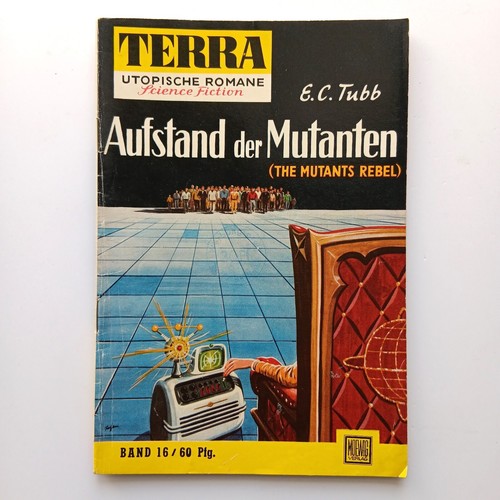 TERRA
UTOPISCHE ROMANE
Science Fiction
E.C. Tubb
Aufstand der Mutanten
(THE MUTANTS REBEL)
BAND 16 / 60 Pfg.
MOEWIG
VERLAG